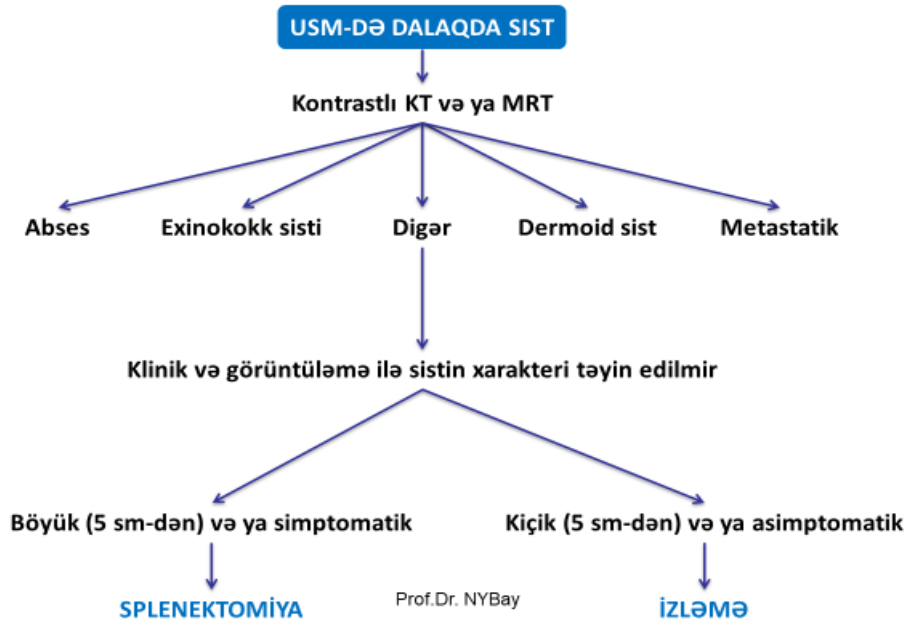 USM-DƏ DALAQDA SIST
Kontrastlı KT və ya MRT
Abses
Exinokokk sisti
Digər
Dermoid sist
Metastatik
Klinik və görüntüləmə ilə sistin xarakteri təyin edilmir
Böyük (5 sm-dən) və ya simptomatik
Kiçik (5 sm-dən) və ya asimptomatik
SPLENEKTOMİYA
Prof.Dr. NYBay
İZLƏMƏ